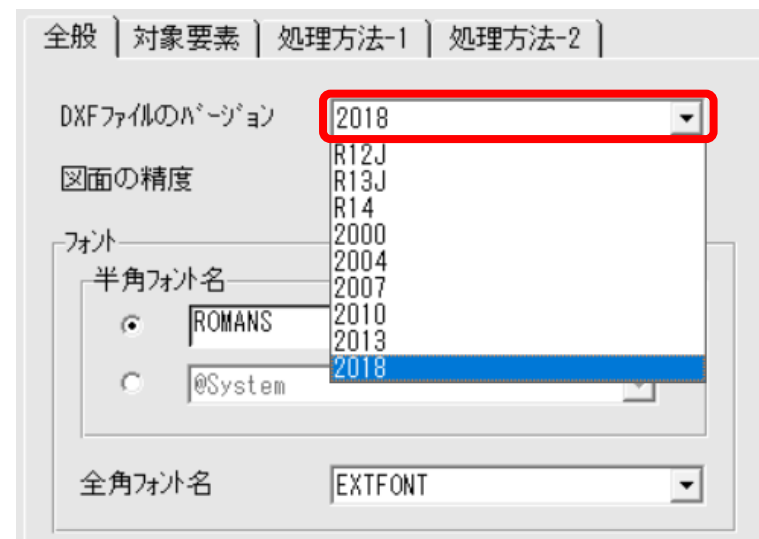 全般 対象要素 処理方法-1 処理方法-2
DXFﾌｧｲﾙのﾊﾞｰｼﾞｮﾝ 2018
R12J
図面の精度 R13J
R14
2000
ﾌｫﾝﾄ 2004
半角ﾌｫﾝﾄ名 2007
ROMANS 2010
2013
2018
@System
全角ﾌｫﾝﾄ名 EXTFONT